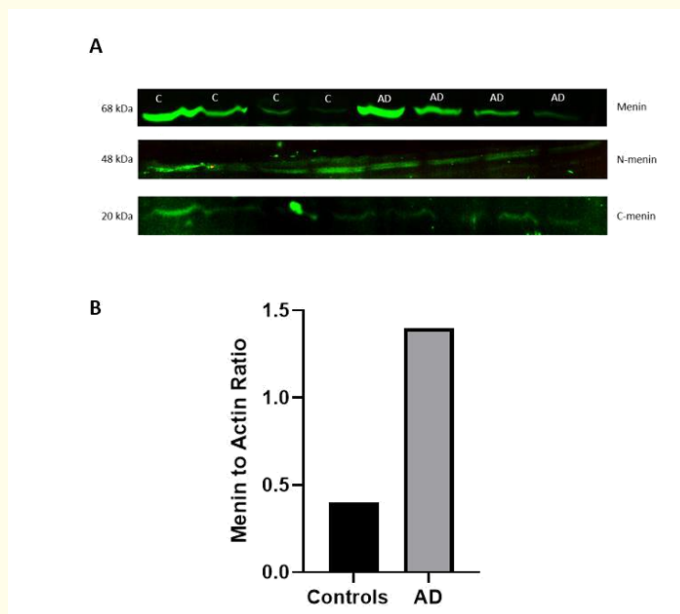 A
C C C C AD AD AD AD
68 kDa Menin
48 kDa N-menin
20 kDa C-menin
B
1.5
1.0
0.5
0.0
Menin to Actin Ratio
Controls AD